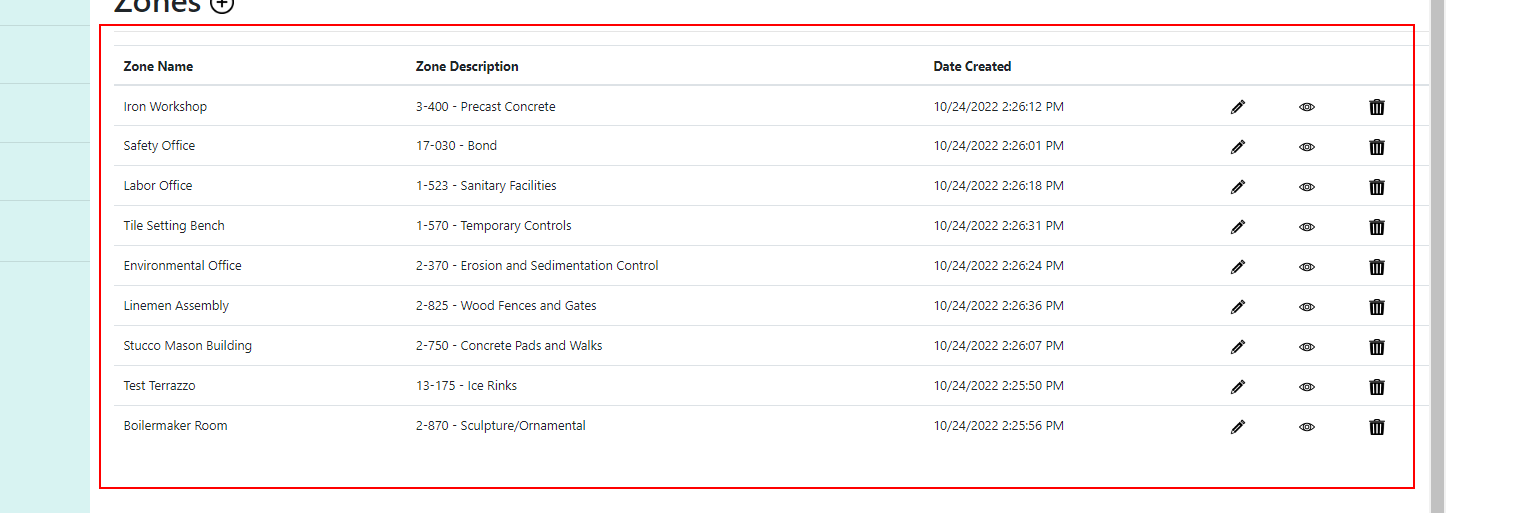 Zones
Zone Name Zone Description Date Created
Iron Workshop 3-400 - Precast Concrete 10/24/2022 2:26:12 PM
Safety Office 17-030 - Bond 10/24/2022 2:26:01 PM
Labor Office 1-523 - Sanitary Facilities 10/24/2022 2:26:18 PM
Tile Setting Bench 1-570 - Temporary Controls 10/24/2022 2:26:31 PM
Environmental Office 2-370 - Erosion and Sedimentation Control 10/24/2022 2:26:24 PM
Linemen Assembly 2-825 - Wood Fences and Gates 10/24/2022 2:26:36 PM
Stucco Mason Building 2-750 - Concrete Pads and Walks 10/24/2022 2:26:07 PM
Test Terrazzo 13-175 - Ice Rinks 10/24/2022 2:25:50 PM
Boilermaker Room 2-870 - Sculpture/Ornamental 10/24/2022 2:25:56 PM